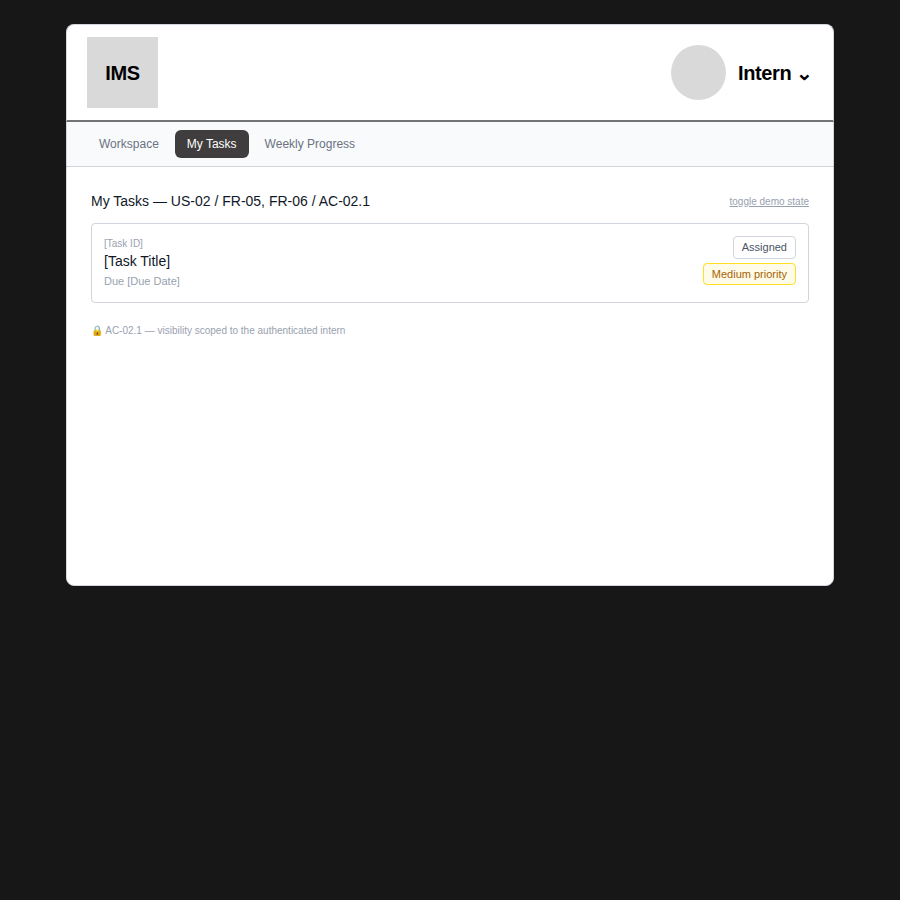 IMS
Intern
Workspace
My Tasks
Weekly Progress
My Tasks — US-02 / FR-05, FR-06 / AC-02.1
toggle demo state
[Task ID]
[Task Title]
Due [Due Date]
Assigned
Medium priority
🔒 AC-02.1 — visibility scoped to the authenticated intern